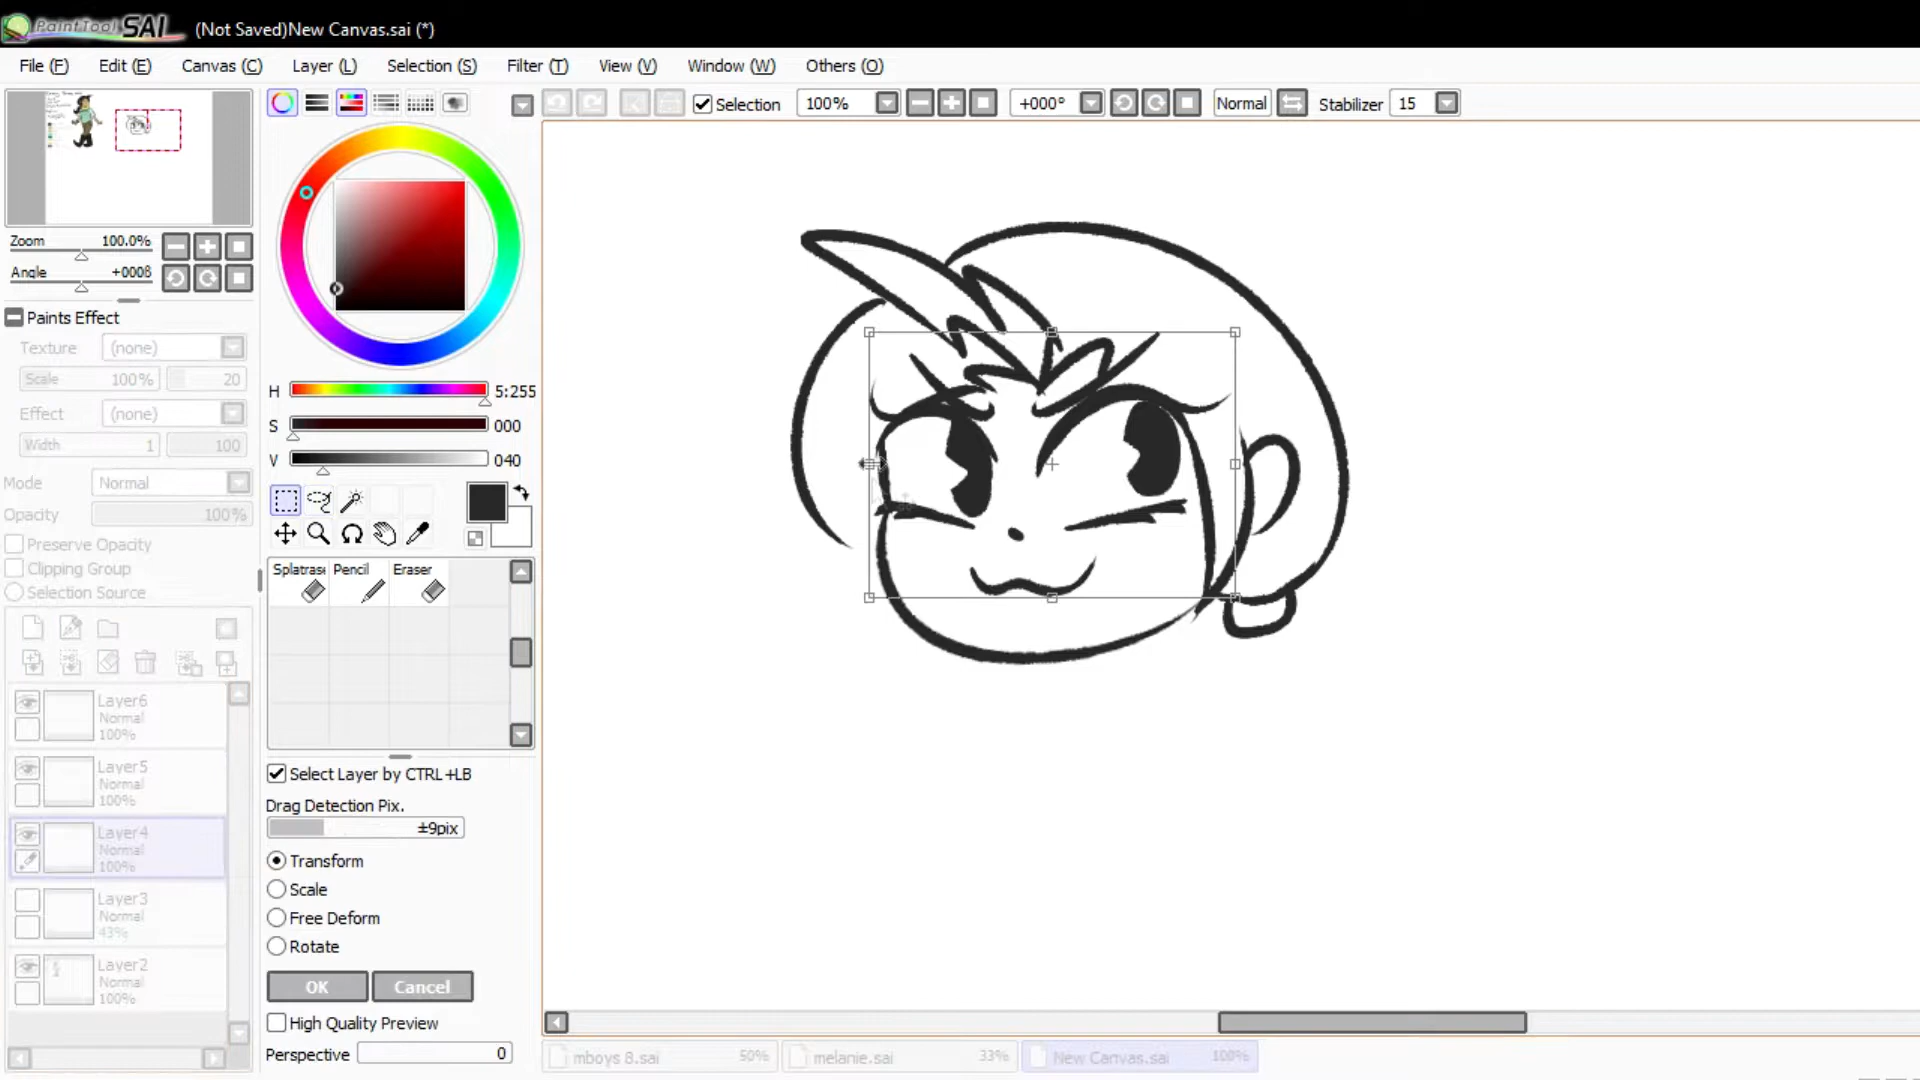 PaintTool SAI (Not Saved)New Canvas.sai (*)
File (F) Edit (E) Canvas (C) Layer (L) Selection (S) Filter (T) View (V) Window (W) Others (O)
Selection 100% +000° Normal Stabilizer 15
Zoom 100.0%
Angle +000ß
Paints Effect
Texture (none)
Scale 100% 20
Effect (none)
Width 1 100
Mode Normal
Opacity 100%
Preserve Opacity
Clipping Group
Selection Source
Layer6
Normal
100%
Layer5
Normal
100%
Layer4
Normal
100%
Layer3
Normal
43%
Layer2
Normal
100%
H 5:255
S 000
V 040
Splatras Pencil Eraser
Select Layer by CTRL+LB
Drag Detection Pix.
±9pix
Transform
Scale
Free Deform
Rotate
OK Cancel
High Quality Preview
Perspective 0
mboys 8.sai 50% melanie.sai 33% New Canvas.sai 100%